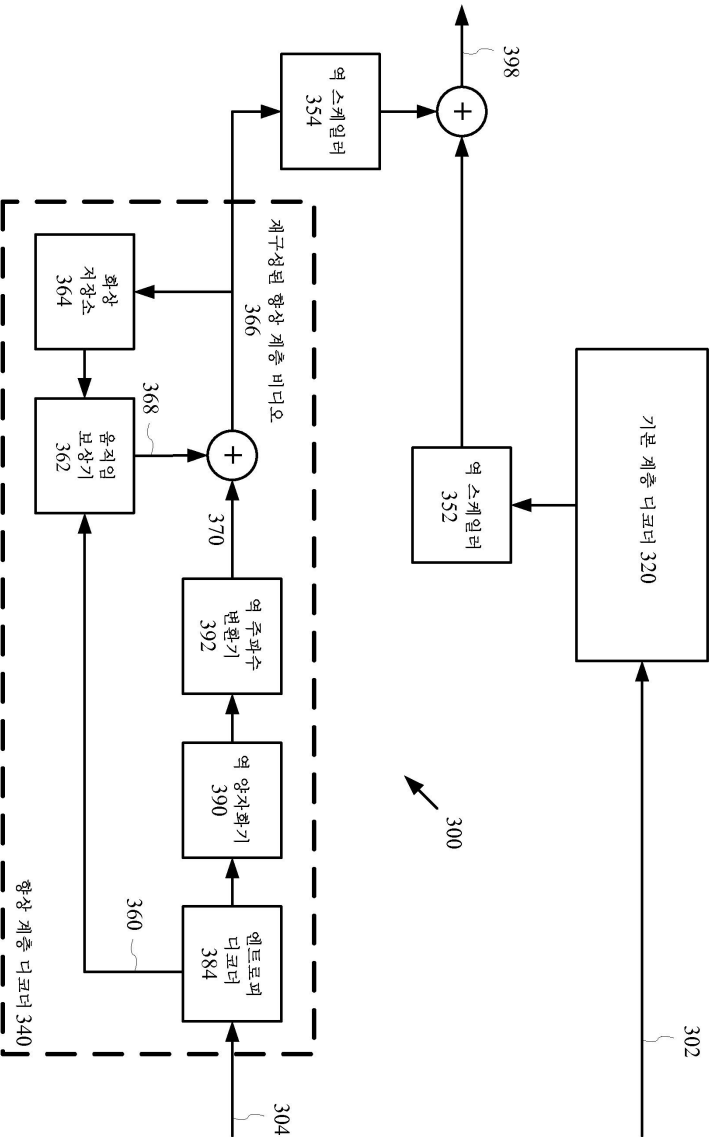 302
기본 계층 디코더 320
역 스케일러
352
398
역 스케일러
354
300
304
재구성된 향상 계층 비디오
366
엔트로피
디코더
384
역 양자화기
390
역 주파수
변환기
392
370
368
360
화상
저장소
364
움직임
보상기
362
향상 계층 디코더 340